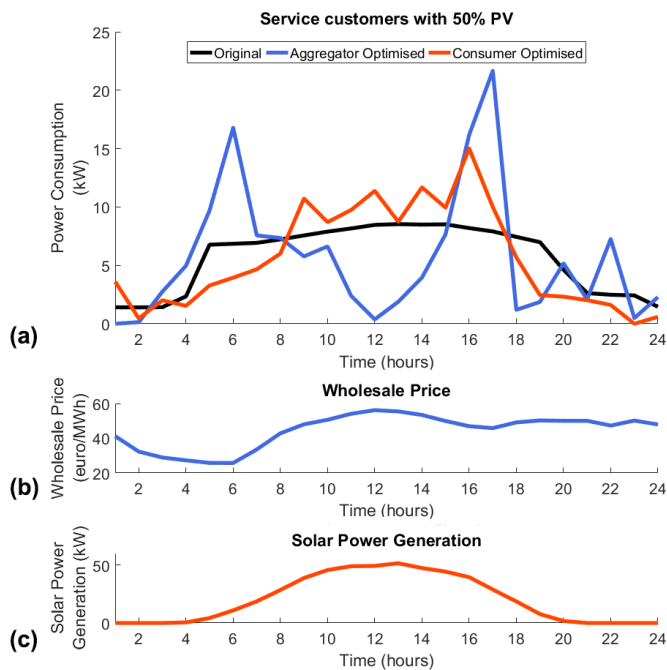 Service customers with 50% PV
25
Original Aggregator Optimised Consumer Optimised
20
15
10
5
0
Power Consumption
(kW)
2 4 6 8 10 12 14 16 18 20 22 24
Time (hours)
(a)
Wholesale Price
60
40
20
Wholesale Price
(euro/MWh)
2 4 6 8 10 12 14 16 18 20 22 24
Time (hours)
(b)
Solar Power Generation
50
0
Solar Power
Generation (kW)
2 4 6 8 10 12 14 16 18 20 22 24
Time (hours)
(c)